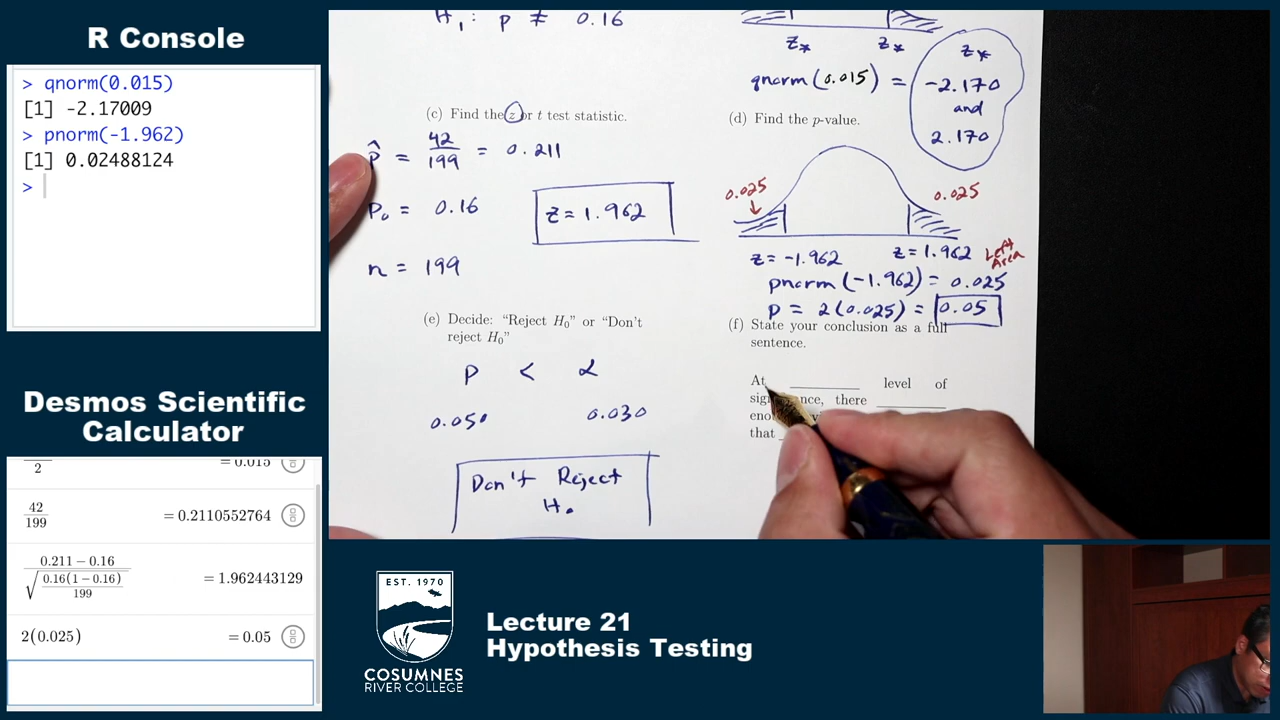 R Console
> qnorm(0.015)
[1] -2.17009
> pnorm(-1.962)
[1] 0.02488124
>
Desmos Scientific
Calculator
2
= 0.015
42
199
= 0.2110552764
0.211 − 0.16
√ 0.16(1 − 0.16)
199
= 1.962443129
2(0.025)
= 0.05
H₁: p ≠ 0.16
z* z*
qnorm(0.015) =
z*
-2.170
and
2.170
(c) Find the z or t test statistic.
p̂ = 42/199 = 0.211
P₀ = 0.16
z = 1.962
n = 199
(d) Find the p-value.
0.025
0.025
z = -1.962
z = 1.962
Left
Area
pnorm(-1.962) = 0.025
p = 2(0.025) = 0.05
(e) Decide: "Reject H₀" or "Don't
reject H₀"
P < α
0.050
0.030
Don't Reject
H₀
(f) State your conclusion as a full
sentence.
At ________ level of
there ________
that
EST. 1970
COSUMNES
RIVER COLLEGE
Lecture 21
Hypothesis Testing